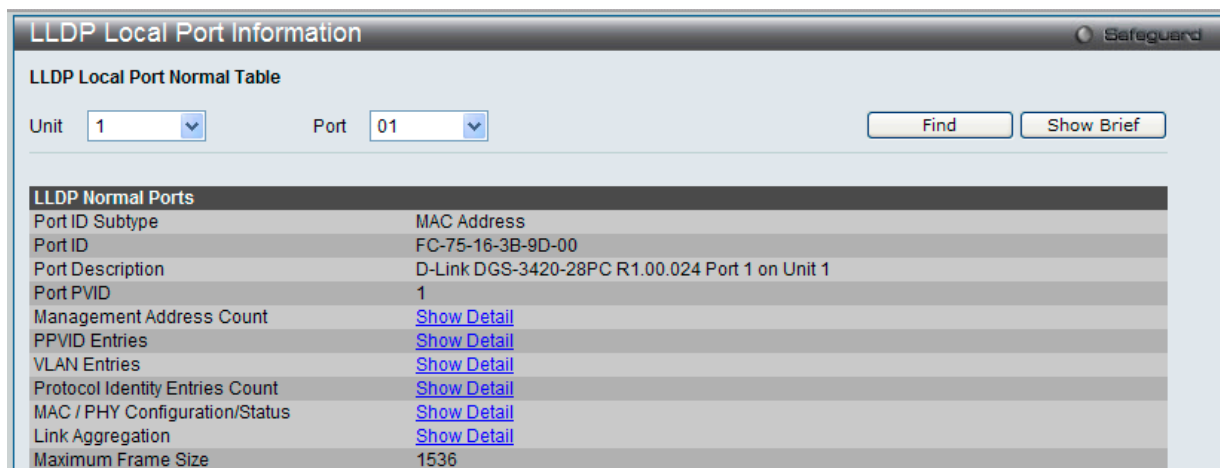 LLDP Local Port Information
Safeguard
LLDP Local Port Normal Table
Unit 1 Port 01 Find Show Brief
LLDP Normal Ports
Port ID Subtype MAC Address
Port ID FC-75-16-3B-9D-00
Port Description D-Link DGS-3420-28PC R1.00.024 Port 1 on Unit 1
Port PVID 1
Management Address Count Show Detail
PPVID Entries Show Detail
VLAN Entries Show Detail
Protocol Identity Entries Count Show Detail
MAC / PHY Configuration/Status Show Detail
Link Aggregation Show Detail
Maximum Frame Size 1536